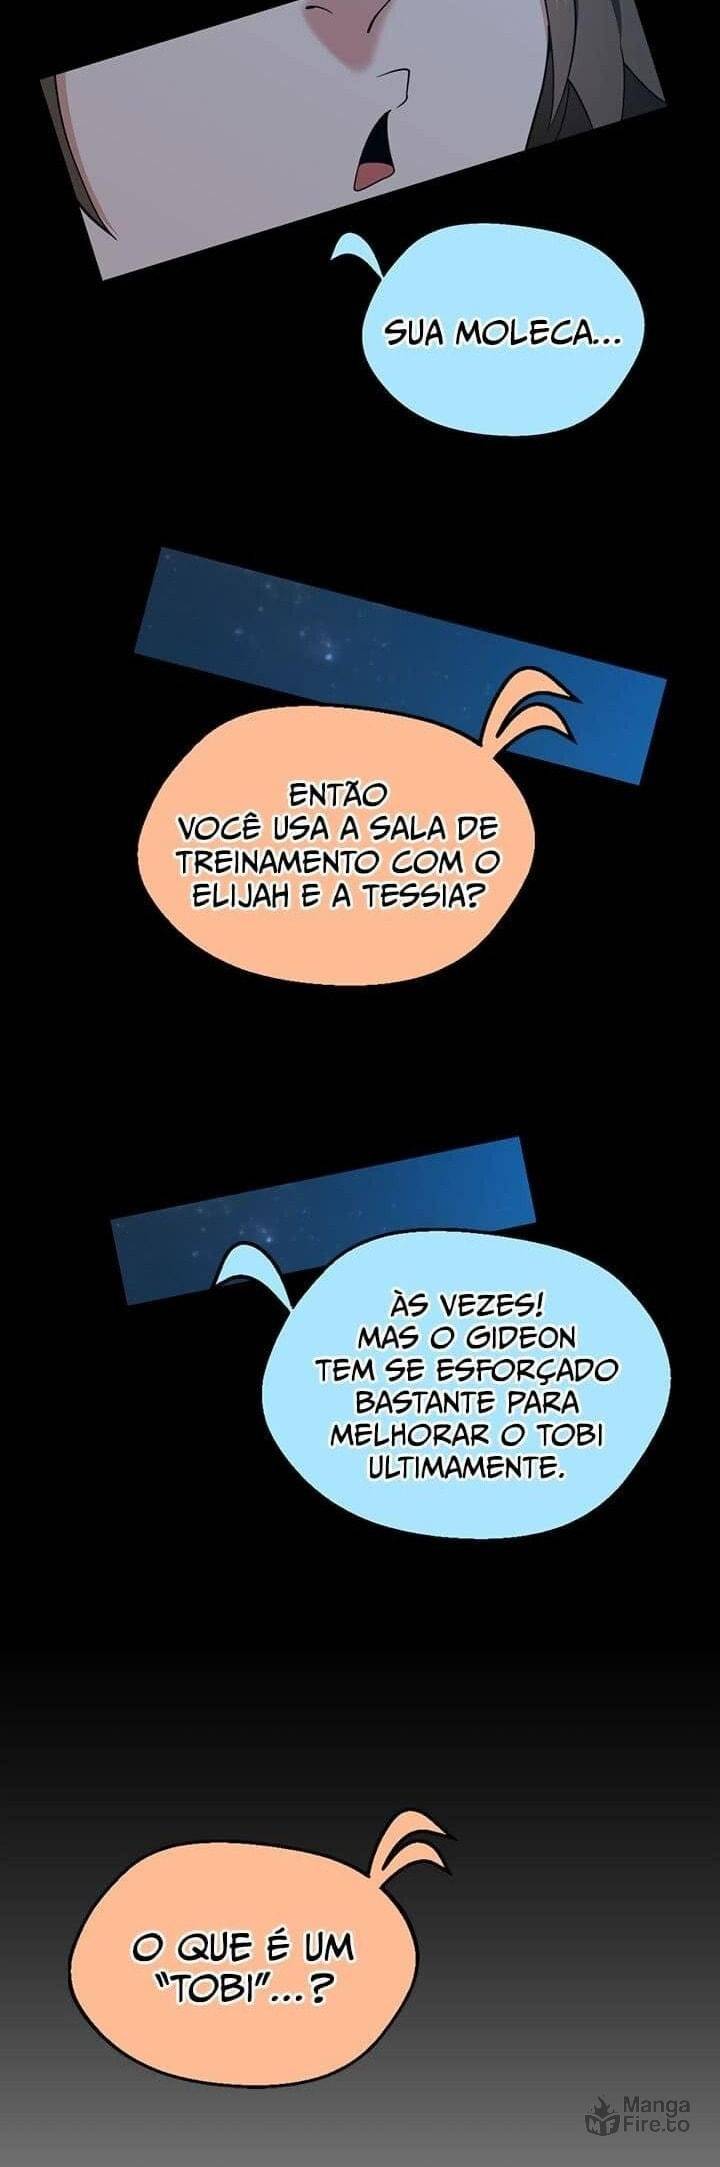 SUA MOLECA...
ENTÃO
VOCÊ USA A SALA DE
TREINAMENTO COM O
ELIJAH E A TESSIA?
ÀS VEZES!
MAS O GIDEON
TEM SE ESFORÇADO
BASTANTE PARA
MELHORAR O TOBI
ULTIMAMENTE.
O QUE É UM
"TOBI"...?
Manga
Fire.to
MF